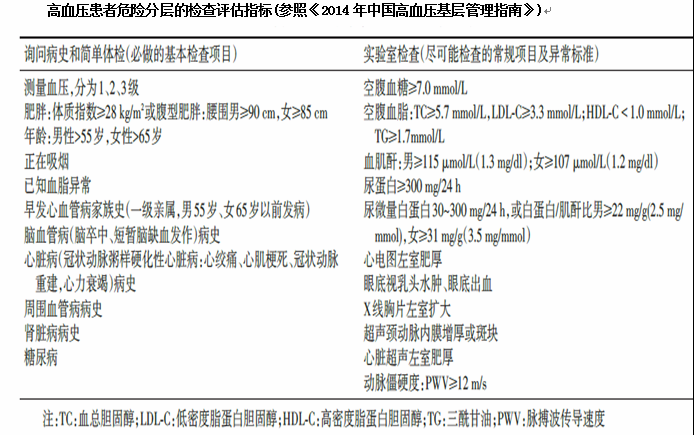 高血压患者危险分层的检查评估指标(参照《2014年中国高血压基层管理指南》)
询问病史和简单体检(必做的基本检查项目)
测量血压,分为1,2,3级
肥胖:体质指数≥28 kg/m²或腹型肥胖:腰围男≥90 cm,女≥85 cm
年龄:男性>55岁,女性>65岁
正在吸烟
已知血脂异常
早发心血管病家族史(一级亲属,男55岁、女65岁以前发病)
脑血管病(脑卒中、短暂脑缺血发作)病史
心脏病(冠状动脉粥样硬化性心脏病:心绞痛、心肌梗死、冠状动脉
重建,心力衰竭)病史
周围血管病病史
肾脏病病史
糖尿病
实验室检查(尽可能检查的常规项目及异常标准)
空腹血糖≥7.0 mmol/L
空腹血脂:TC≥5.7 mmol/L,LDL-C≥3.3 mmol/L;HDL-C<1.0 mmol/L;
TG≥1.7mmol/L
血肌酐:男≥115 μmol/L(1.3 mg/dl);女≥107 μmol/L(1.2 mg/dl)
尿蛋白≥300 mg/24 h
尿微量白蛋白30~300 mg/24 h,或白蛋白/肌酐比男≥22 mg/g(2.5 mg/
mmol),女≥31 mg/g(3.5 mg/mmol)
心电图左室肥厚
眼底视乳头水肿、眼底出血
X线胸片左室扩大
超声颈动脉内膜增厚或斑块
心脏超声左室肥厚
动脉僵硬度:PWV≥12 m/s
注:TC:血总胆固醇;LDL-C:低密度脂蛋白胆固醇;HDL-C:高密度脂蛋白胆固醇;TG:三酰甘油;PWV:脉搏波传导速度